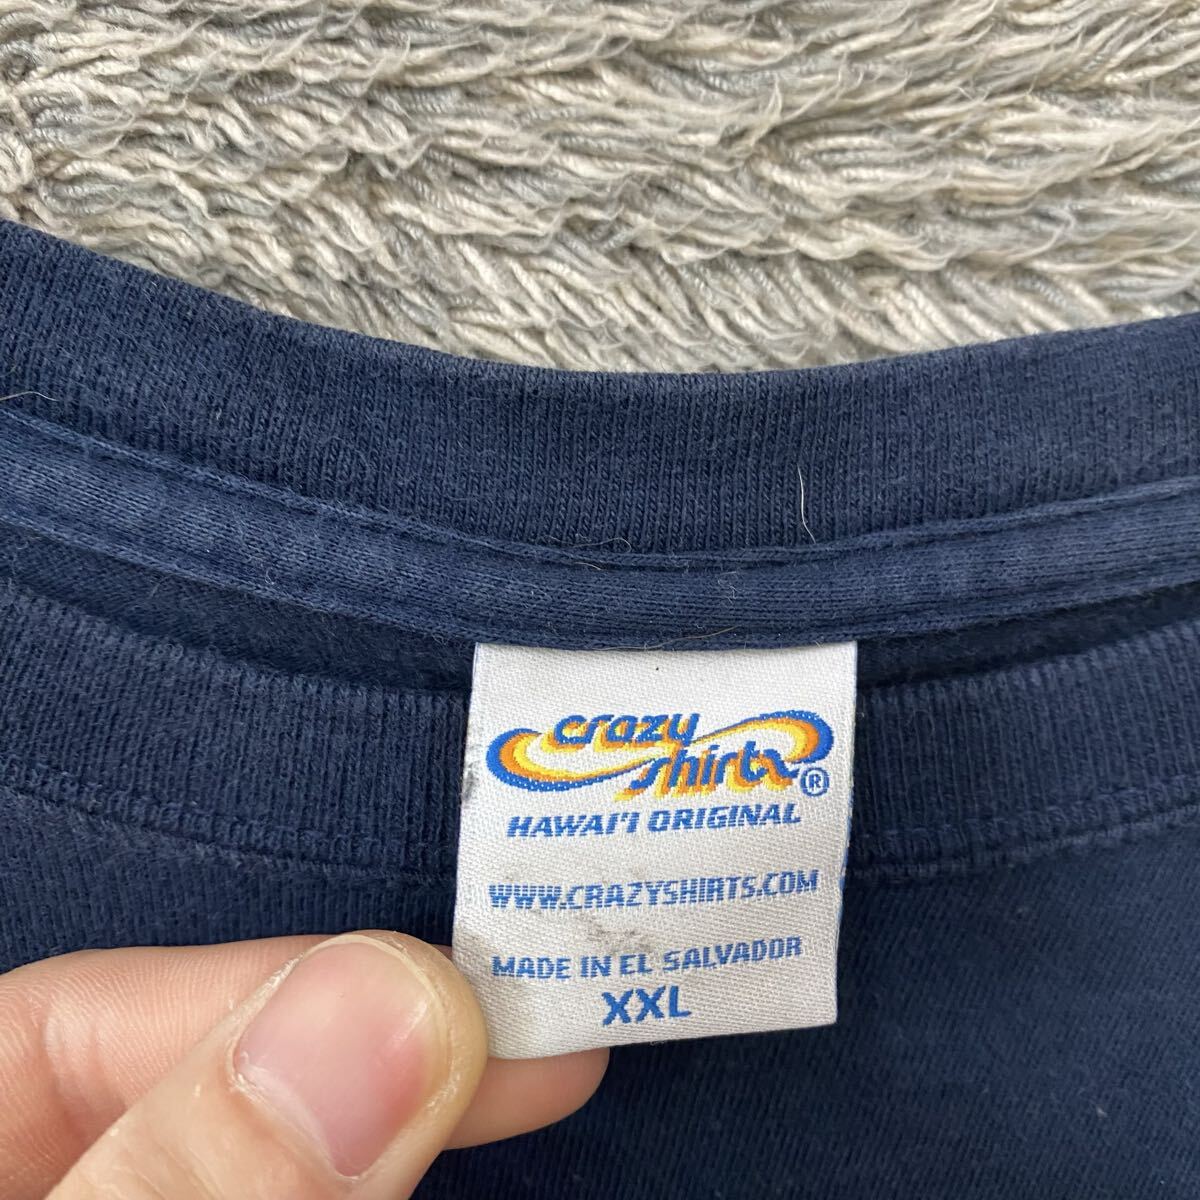 crazy
shirts®
HAWAI'I ORIGINAL
WWW.CRAZYSHIRTS.COM
MADE IN EL SALVADOR
XXL